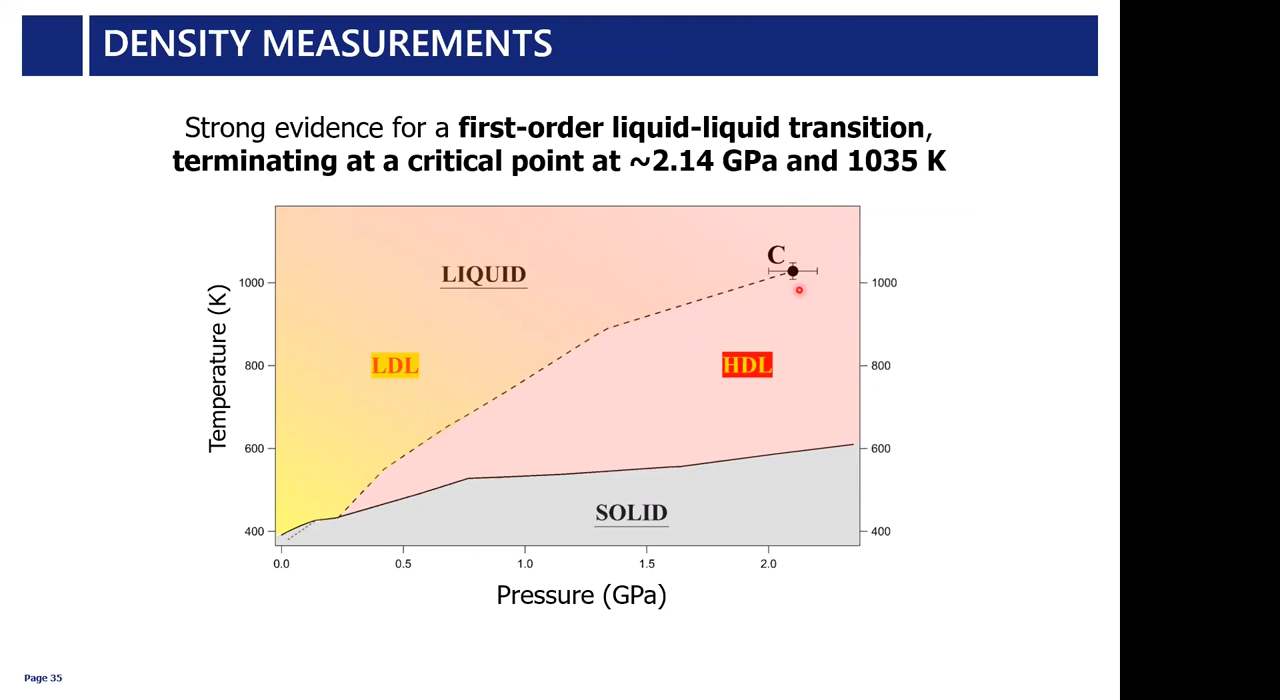 DENSITY MEASUREMENTS
Strong evidence for a first-order liquid-liquid transition,
terminating at a critical point at ~2.14 GPa and 1035 K
C
LIQUID
1000
1000
LDL
HDL
800
800
Temperature (K)
600
600
SOLID
400
400
0.0 0.5 1.0 1.5 2.0
Pressure (GPa)
Page 35